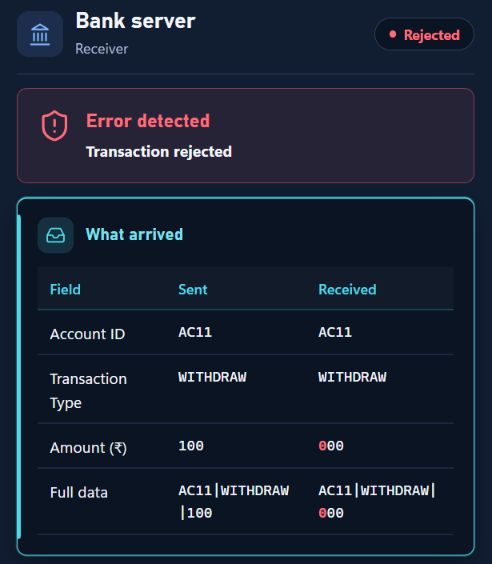 Bank server
Receiver
Rejected
Error detected
Transaction rejected
What arrived
Field Sent Received
Account ID AC11 AC11
Transaction Type WITHDRAW WITHDRAW
Amount (₹) 100 000
Full data AC11|WITHDRAW AC11|WITHDRAW|
|100 000